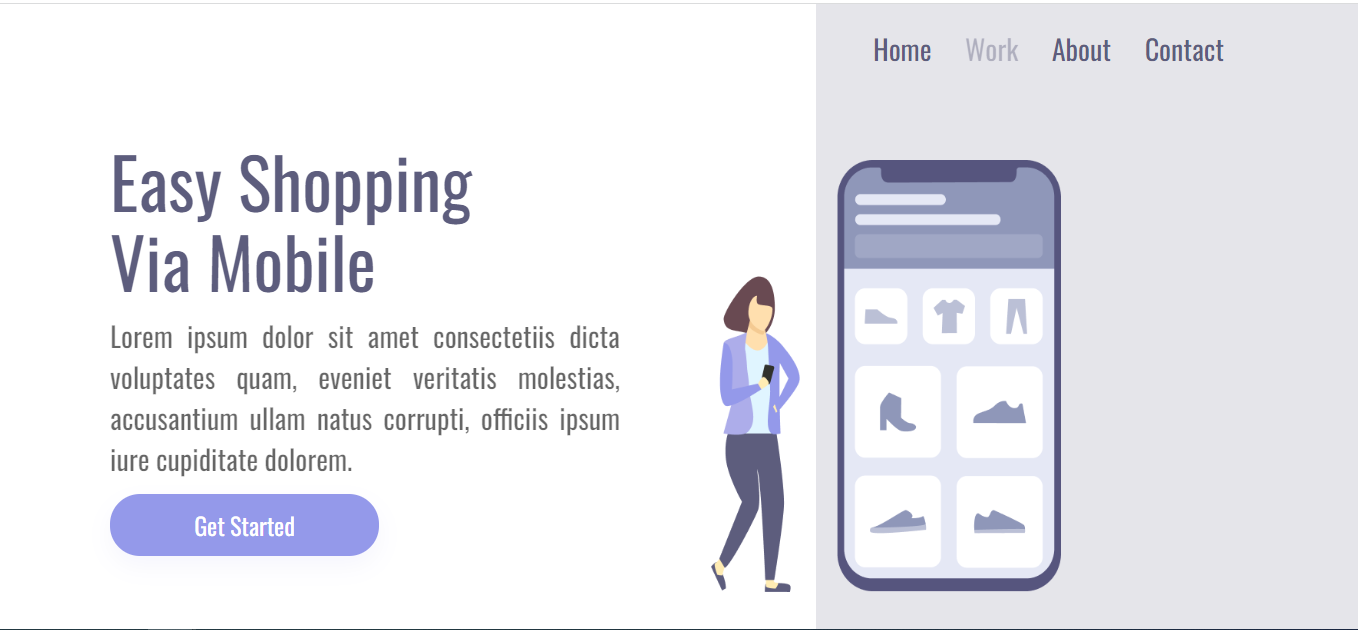 Home Work About Contact
Easy Shopping
Via Mobile
Lorem ipsum dolor sit amet consectetiis dicta
voluptates quam, eveniet veritatis molestias,
accusantium ullam natus corrupti, officiis ipsum
iure cupiditate dolorem.
Get Started